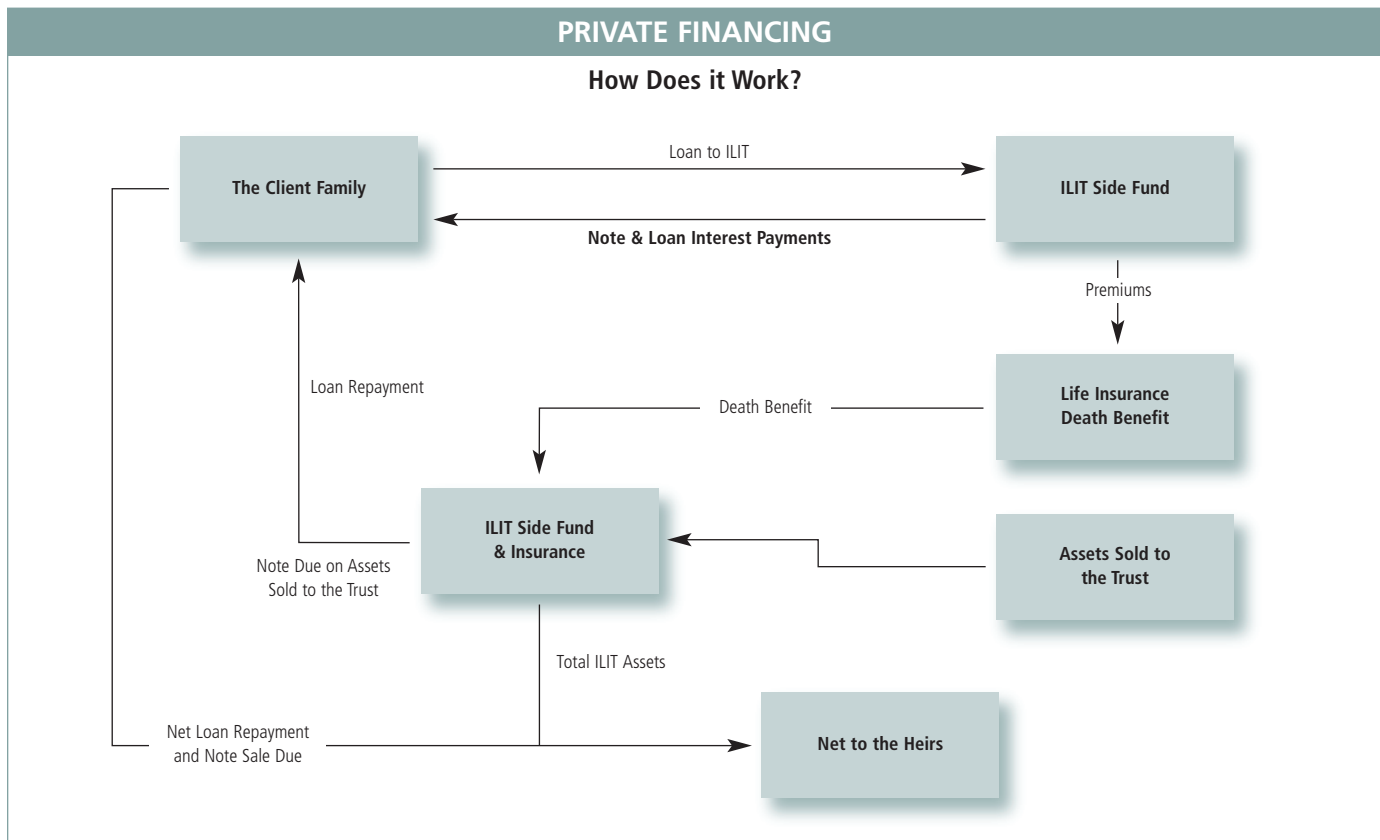 PRIVATE FINANCING
How Does it Work?
Loan to ILIT
The Client Family
ILIT Side Fund
Note & Loan Interest Payments
Premiums
Life Insurance
Death Benefit
Loan Repayment
Death Benefit
ILIT Side Fund
& Insurance
Assets Sold to
the Trust
Note Due on Assets
Sold to the Trust
Total ILIT Assets
Net Loan Repayment
and Note Sale Due
Net to the Heirs